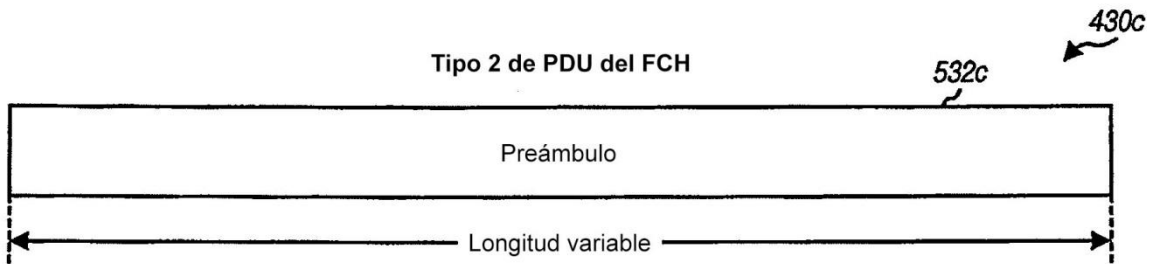 430c
Tipo 2 de PDU del FCH
532c
Preámbulo
Longitud variable